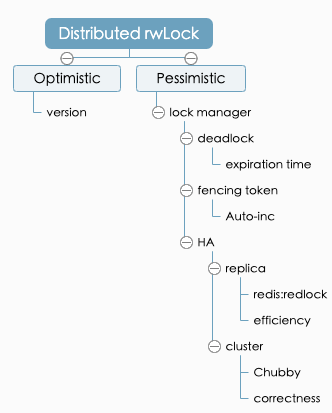 Distributed rwLock
Optimistic
Pessimistic
version
lock manager
deadlock
expiration time
fencing token
Auto-inc
HA
replica
redis:redlock
efficiency
cluster
Chubby
correctness